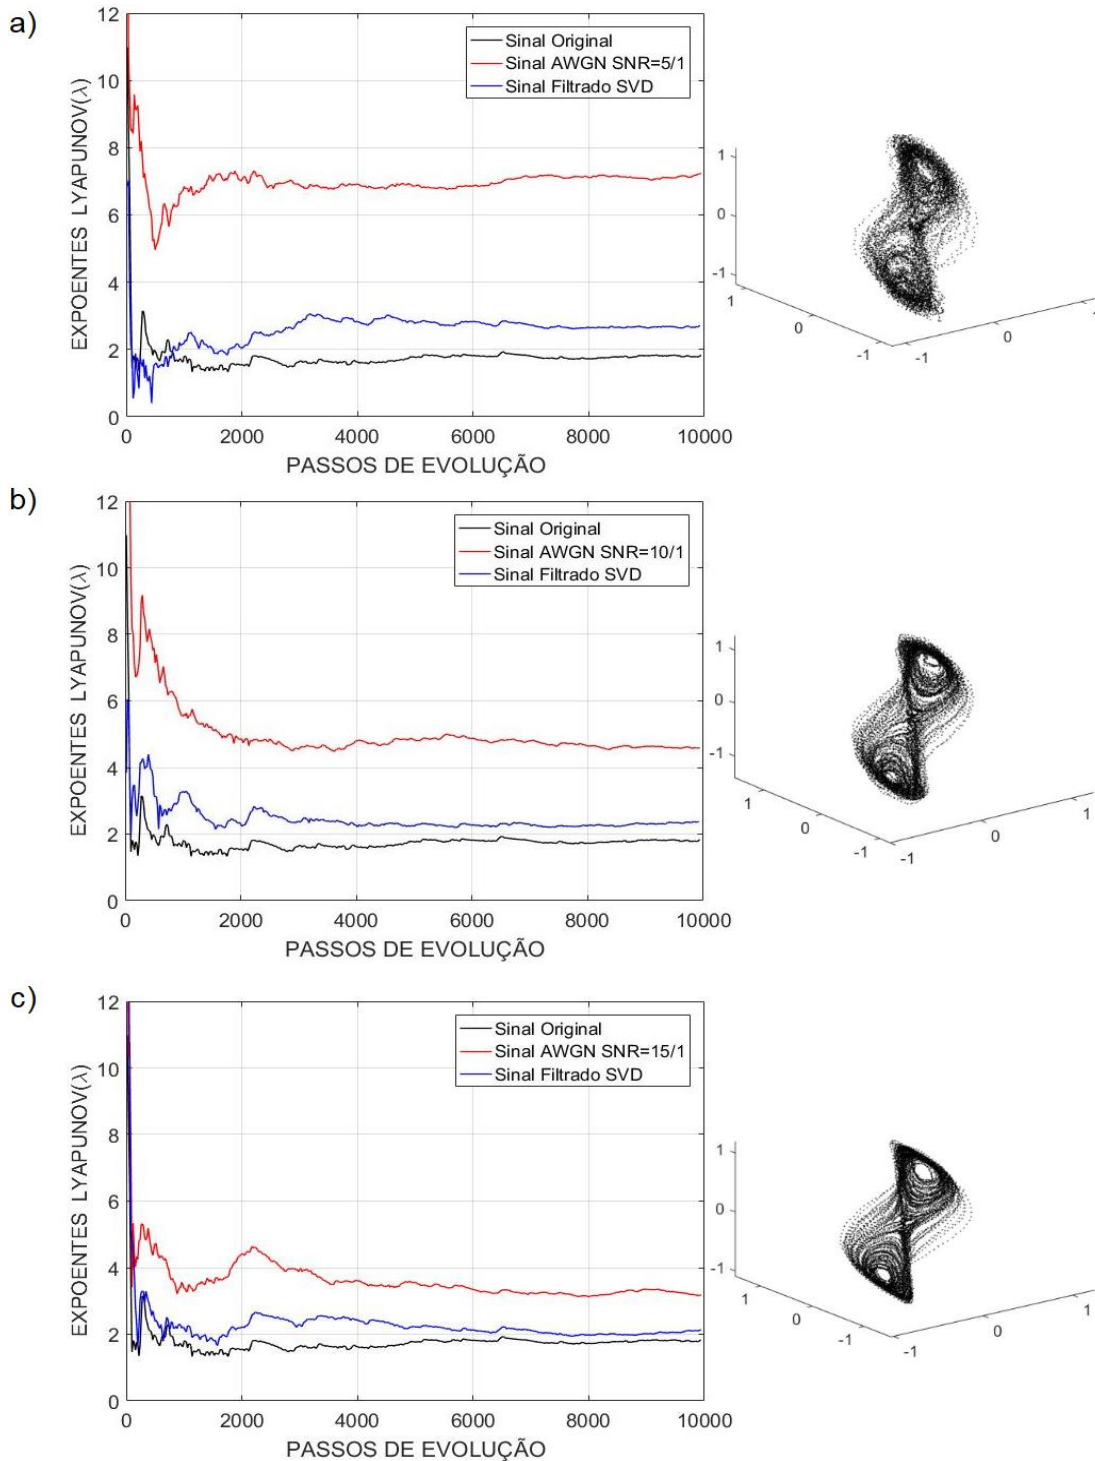 a)
EXPOENTES LYAPUNOV(λ)
12
10
8
6
4
2
0
0 2000 4000 6000 8000 10000
PASSOS DE EVOLUÇÃO
Sinal Original
Sinal AWGN SNR=5/1
Sinal Filtrado SVD
1
0
-1
1
0
-1
-1
0
b)
EXPOENTES LYAPUNOV(λ)
12
10
8
6
4
2
0
0 2000 4000 6000 8000 10000
PASSOS DE EVOLUÇÃO
Sinal Original
Sinal AWGN SNR=10/1
Sinal Filtrado SVD
1
0
-1
1
0
-1
-1
0
1
c)
EXPOENTES LYAPUNOV(λ)
12
10
8
6
4
2
0
0 2000 4000 6000 8000 10000
PASSOS DE EVOLUÇÃO
Sinal Original
Sinal AWGN SNR=15/1
Sinal Filtrado SVD
1
0
-1
1
0
-1
-1
0
1